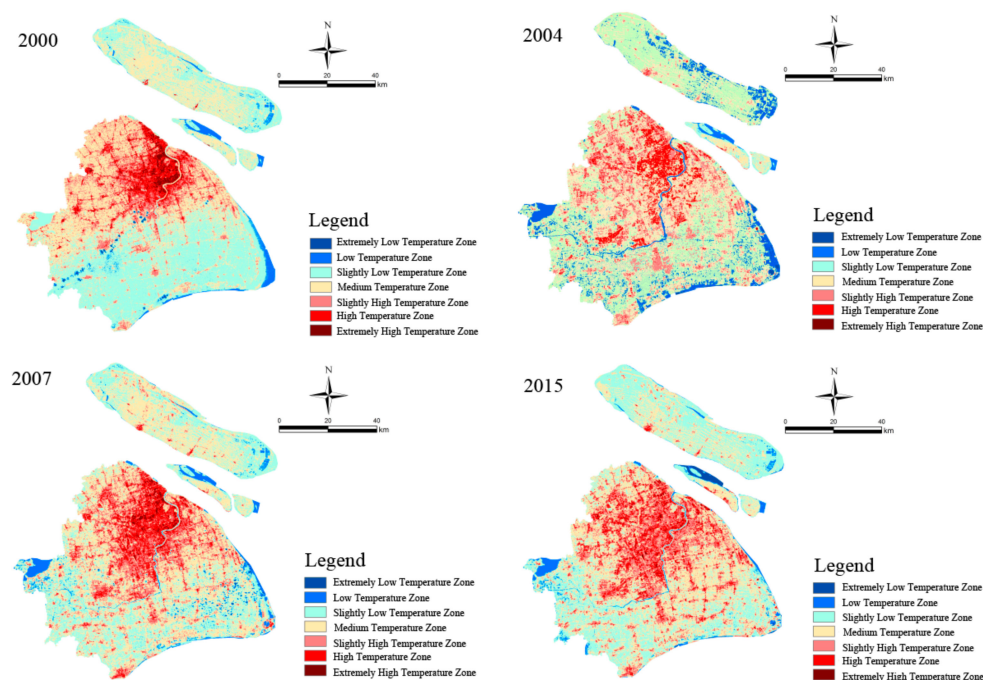 2000
N
0 20 40
km
Legend
Extremely Low Temperature Zone
Low Temperature Zone
Slightly Low Temperature Zone
Medium Temperature Zone
Slightly High Temperature Zone
High Temperature Zone
Extremely High Temperature Zone
2004
N
0 20 40
km
Legend
Extremely Low Temperature Zone
Low Temperature Zone
Slightly Low Temperature Zone
Medium Temperature Zone
Slightly High Temperature Zone
High Temperature Zone
Extremely High Temperature Zone
2007
N
0 20 40
km
Legend
Extremely Low Temperature Zone
Low Temperature Zone
Slightly Low Temperature Zone
Medium Temperature Zone
Slightly High Temperature Zone
High Temperature Zone
Extremely High Temperature Zone
2015
N
0 20 40
km
Legend
Extremely Low Temperature Zone
Low Temperature Zone
Slightly Low Temperature Zone
Medium Temperature Zone
Slightly High Temperature Zone
High Temperature Zone
Extremely High Temperature Zone